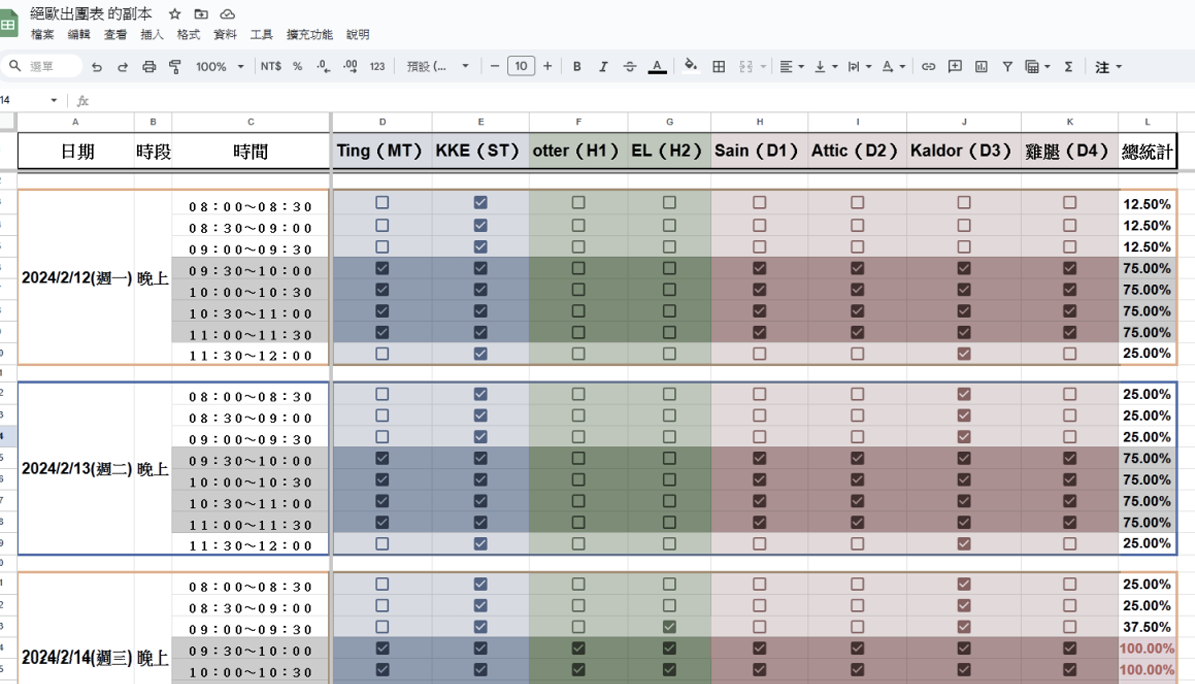 絕歐出團表 的副本
檔案 編輯 查看 插入 格式 資料 工具 擴充功能 說明
選單 100% NT$ % .0 .00 123 預設 (... 10 B I A 注
14 fx
A B C D E F G H I J K L
日期 時段 時間 Ting（MT） KKE（ST） otter（H1） EL（H2） Sain（D1） Attic（D2） Kaldor（D3） 雞腿（D4） 總統計
08：00～08：30 12.50%
08：30～09：00 12.50%
09：00～09：30 12.50%
09：30～10：00 75.00%
2024/2/12(週一) 晚上
10：00～10：30 75.00%
10：30～11：00 75.00%
11：00～11：30 75.00%
11：30～12：00 25.00%
08：00～08：30 25.00%
08：30～09：00 25.00%
09：00～09：30 25.00%
09：30～10：00 75.00%
2024/2/13(週二) 晚上
10：00～10：30 75.00%
10：30～11：00 75.00%
11：00～11：30 75.00%
11：30～12：00 25.00%
08：00～08：30 25.00%
08：30～09：00 25.00%
09：00～09：30 37.50%
09：30～10：00 100.00%
2024/2/14(週三) 晚上
10：00～10：30 100.00%